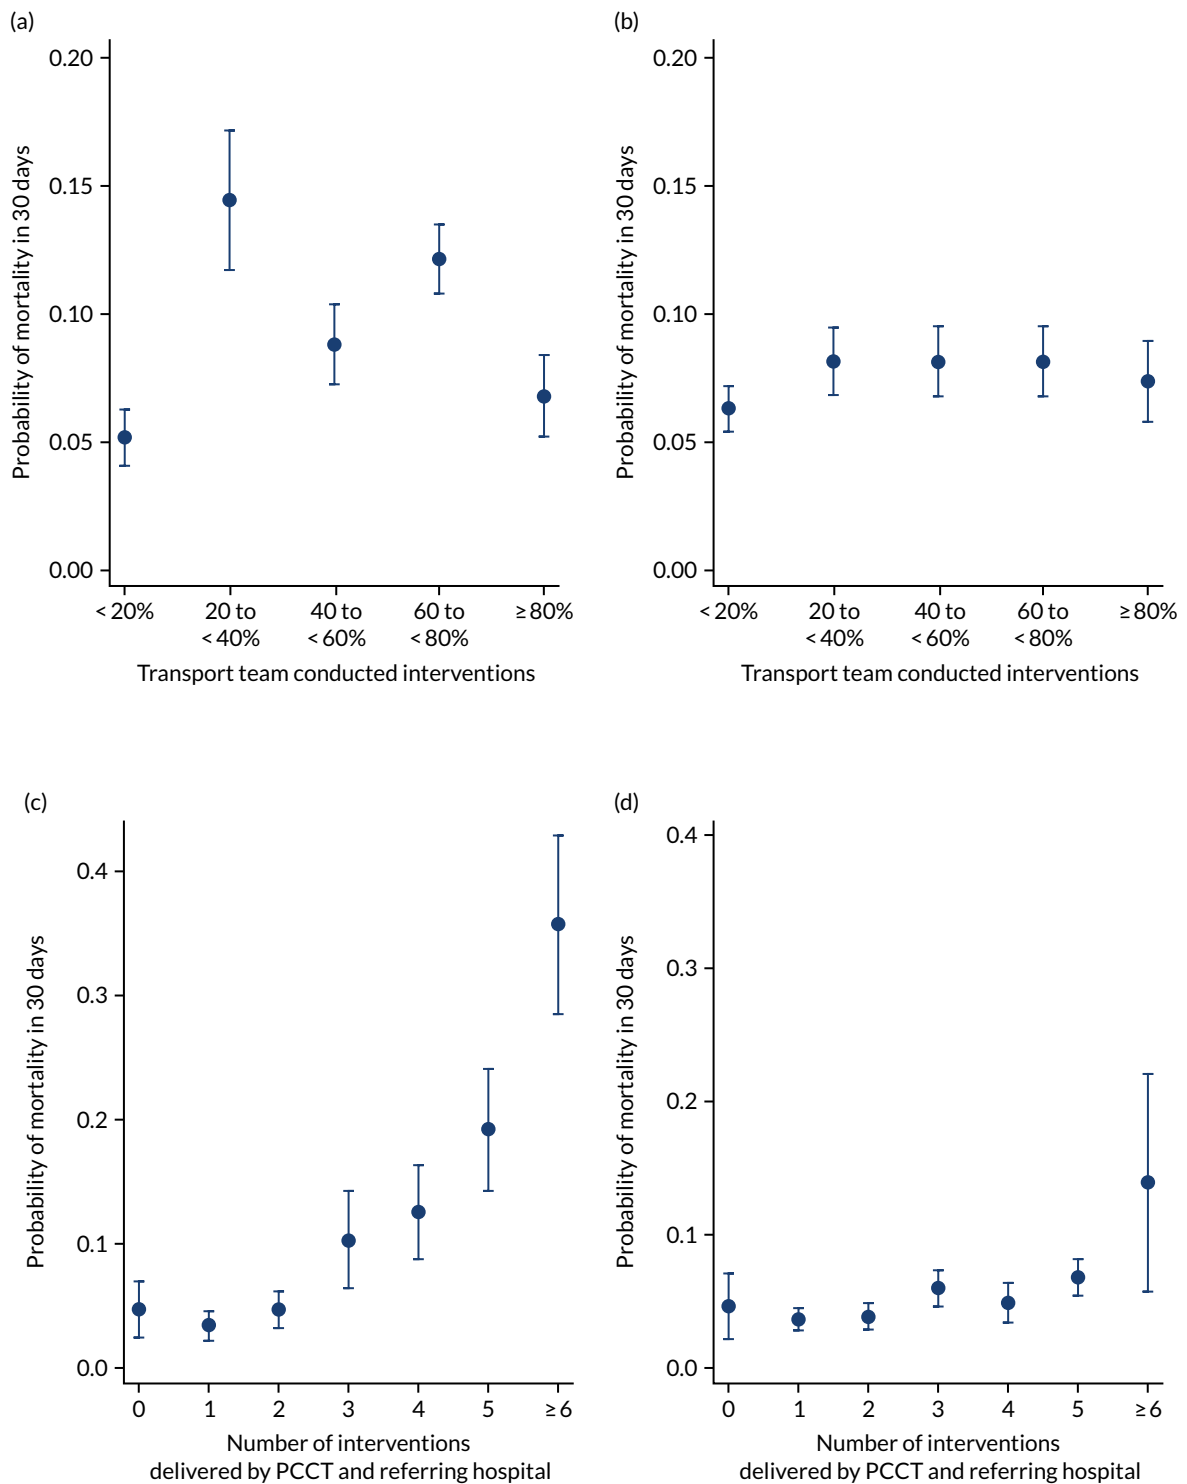 (a)
Probability of mortality in 30 days
0.20
0.15
0.10
0.05
0.00
<20%
20 to
<40%
40 to
<60%
60 to
<80%
≥80%
Transport team conducted interventions
(b)
Probability of mortality in 30 days
0.20
0.15
0.10
0.05
0.00
<20%
20 to
<40%
40 to
<60%
60 to
<80%
≥80%
Transport team conducted interventions
(c)
Probability of mortality in 30 days
0.4
0.3
0.2
0.1
0.0
0
1
2
3
4
5
≥6
Number of interventions
delivered by PCCT and referring hospital
(d)
Probability of mortality in 30 days
0.4
0.3
0.2
0.1
0.0
0
1
2
3
4
5
≥6
Number of interventions
delivered by PCCT and referring hospital